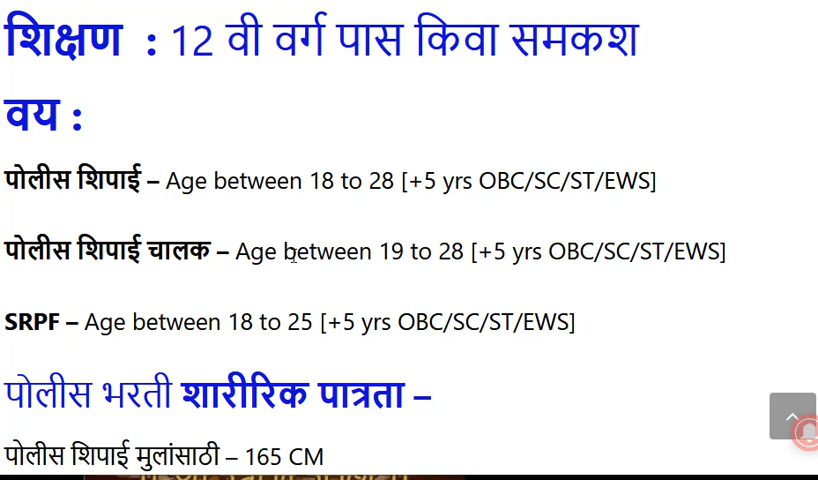 शिक्षण : 12 वी वर्ग पास किवा समकश
वय :
पोलीस शिपाई – Age between 18 to 28 [+5 yrs OBC/SC/ST/EWS]
पोलीस शिपाई चालक – Age between 19 to 28 [+5 yrs OBC/SC/ST/EWS]
SRPF – Age between 18 to 25 [+5 yrs OBC/SC/ST/EWS]
पोलीस भरती शारीरिक पात्रता –
पोलीस शिपाई मुलांसाठी – 165 CM